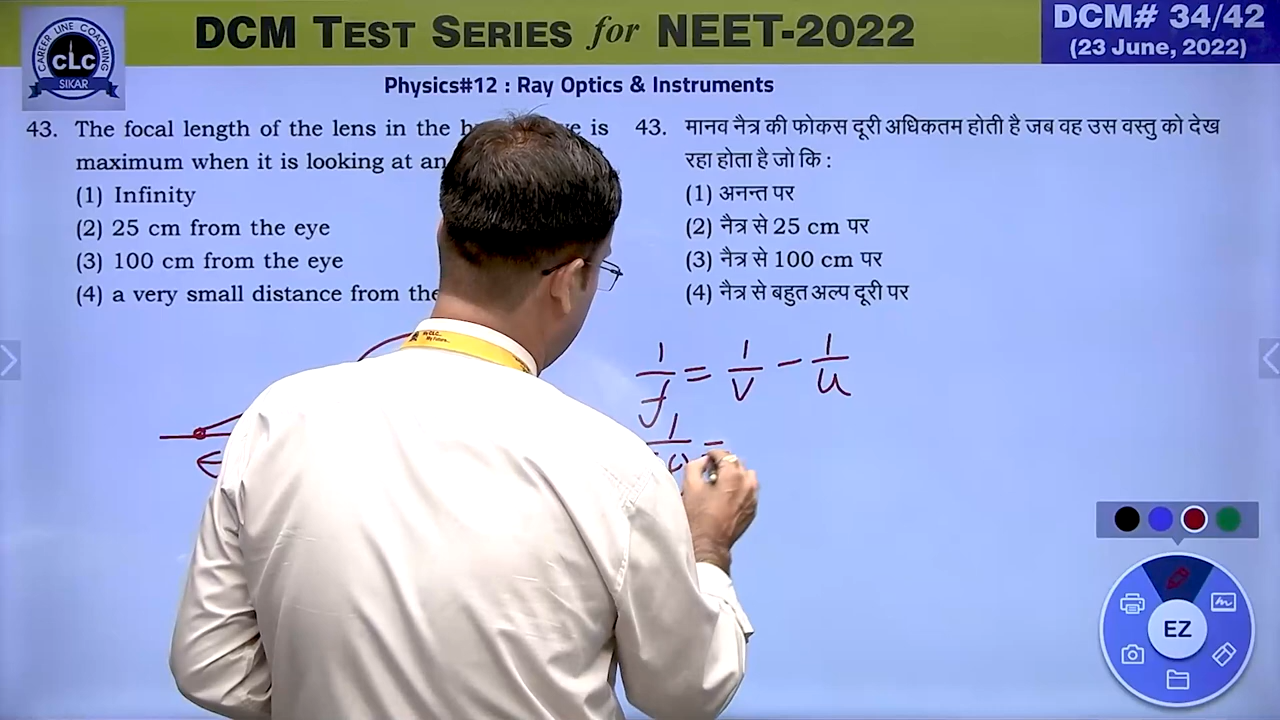 DCM TEST SERIES for NEET-2022
DCM# 34/42
(23 June, 2022)
CAREER LINE COACHING
CLC
SIKAR
Physics#12 : Ray Optics & Instruments
43. The focal length of the lens in the is
maximum when it is looking at an
(1) Infinity
(2) 25 cm from the eye
(3) 100 cm from the eye
(4) a very small distance from the
43. मानव नैत्र की फोकस दूरी अधिकतम होती है जब वह उस वस्तु को देख
रहा होता है जो कि :
(1) अनन्त पर
(2) नैत्र से 25 cm पर
(3) नैत्र से 100 cm पर
(4) नैत्र से बहुत अल्प दूरी पर
1/f = 1/v - 1/u
EZ